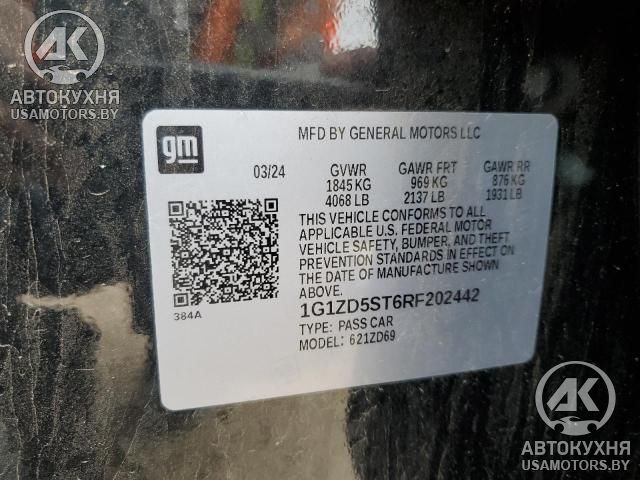 AK
АВТОКУХНЯ
USAMOTORS.BY
gm
MFD BY GENERAL MOTORS LLC
03/24 GVWR GAWR FRT GAWR RR
1845 KG 969 KG 876 KG
4068 LB 2137 LB 1931 LB
THIS VEHICLE CONFORMS TO ALL
APPLICABLE U.S. FEDERAL MOTOR
VEHICLE SAFETY, BUMPER, AND THEFT
PREVENTION STANDARDS IN EFFECT ON
THE DATE OF MANUFACTURE SHOWN
ABOVE.
384A
1G1ZD5ST6RF202442
TYPE: PASS CAR
MODEL: 621ZD69
AK
АВТОКУХНЯ
USAMOTORS.BY